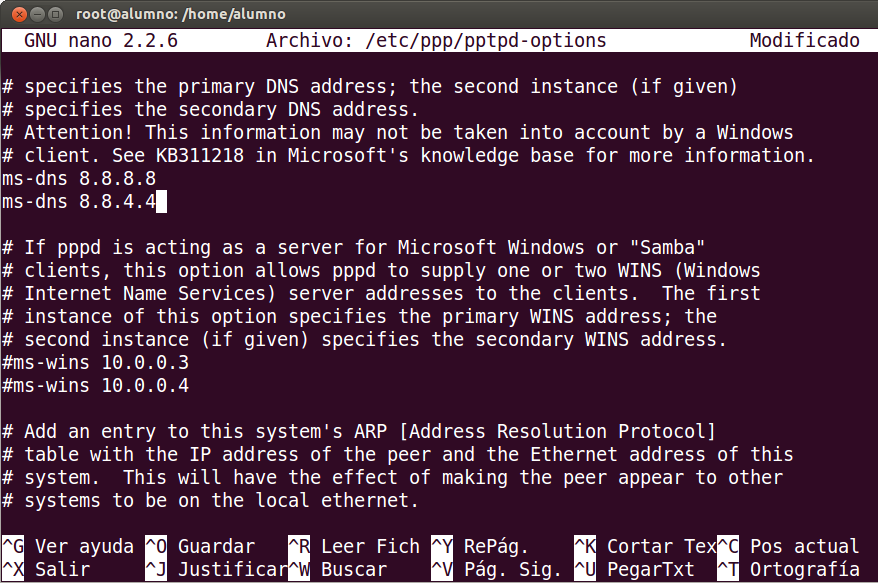 root@alumno: /home/alumno
GNU nano 2.2.6 Archivo: /etc/ppp/pptpd-options Modificado
# specifies the primary DNS address; the second instance (if given)
# specifies the secondary DNS address.
# Attention! This information may not be taken into account by a Windows
# client. See KB311218 in Microsoft's knowledge base for more information.
ms-dns 8.8.8.8
ms-dns 8.8.4.4
# If pppd is acting as a server for Microsoft Windows or "Samba"
# clients, this option allows pppd to supply one or two WINS (Windows
# Internet Name Services) server addresses to the clients.  The first
# instance of this option specifies the primary WINS address; the
# second instance (if given) specifies the secondary WINS address.
#ms-wins 10.0.0.3
#ms-wins 10.0.0.4
# Add an entry to this system's ARP [Address Resolution Protocol]
# table with the IP address of the peer and the Ethernet address of this
# system.  This will have the effect of making the peer appear to other
# systems to be on the local ethernet.
^G Ver ayuda ^O Guardar ^R Leer Fich ^Y RePág. ^K Cortar Tex^C Pos actual
^X Salir ^J Justificar^W Buscar ^V Pág. Sig. ^U PegarTxt ^T Ortografía